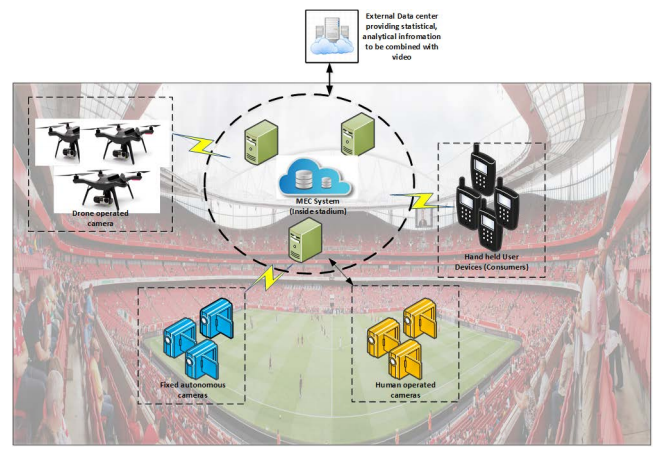 External Data center
providing statistical,
analytical infromation
to be combined with
video
Drone operated
camera
MEC System
(Inside stadium)
Hand held User
Devices (Consumers)
Fixed autonomous
cameras
Human operated
cameras